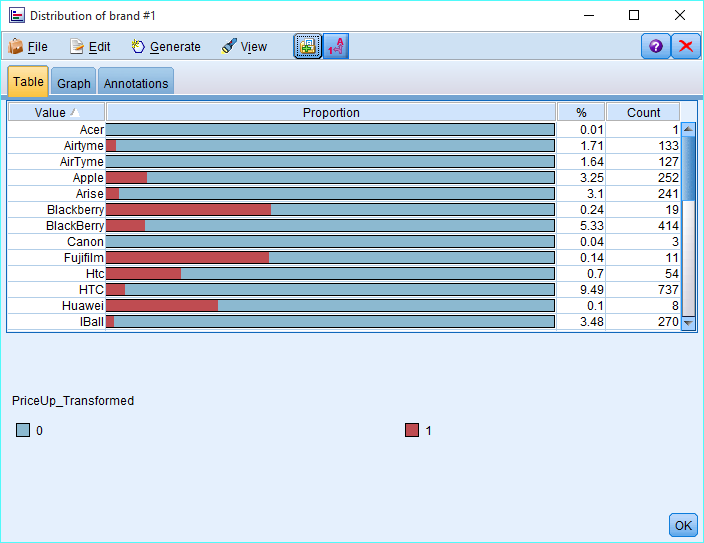 Distribution of brand #1
File Edit Generate View
Table Graph Annotations
Value Proportion % Count
Acer 0.01 1
Airtyme 1.71 133
AirTyme 1.64 127
Apple 3.25 252
Arise 3.1 241
Blackberry 0.24 19
BlackBerry 5.33 414
Canon 0.04 3
Fujifilm 0.14 11
Htc 0.7 54
HTC 9.49 737
Huawei 0.1 8
IBall 3.48 270
PriceUp_Transformed
0 1
OK